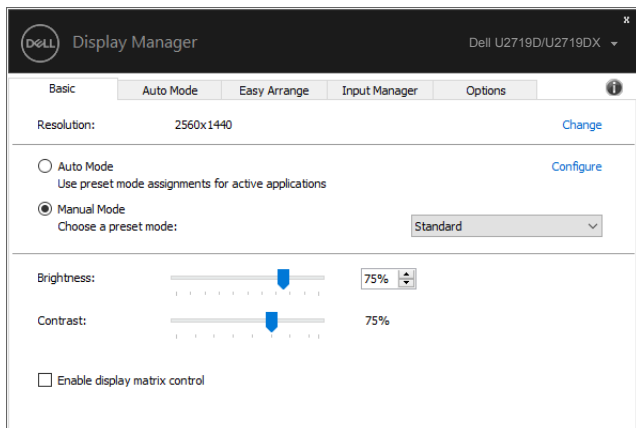 DELL Display Manager Dell U2719D/U2719DX
x
Basic Auto Mode Easy Arrange Input Manager Options i
Resolution: 2560x1440 Change
Auto Mode Configure
Use preset mode assignments for active applications
Manual Mode
Choose a preset mode: Standard
Brightness: 75%
Contrast: 75%
Enable display matrix control